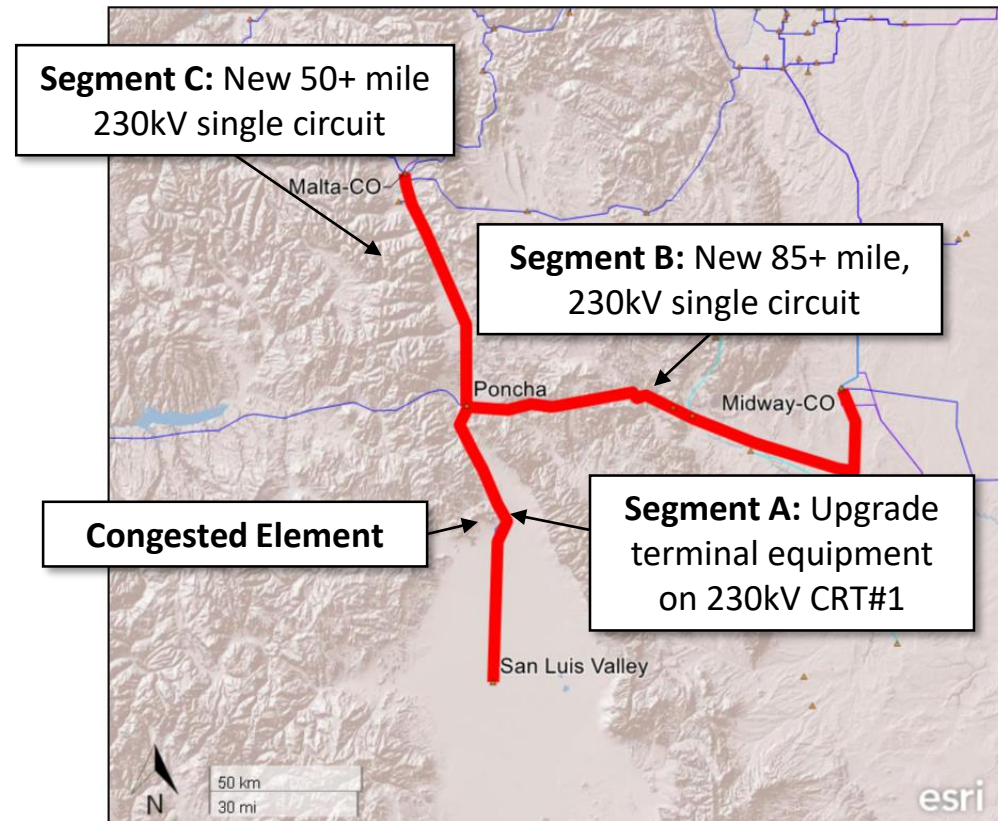 Segment C: New 50+ mile
230kV single circuit
Malta-CO
Segment B: New 85+ mile,
230kV single circuit
Poncha
Midway-CO
Congested Element
Segment A: Upgrade
terminal equipment
on 230kV CRT#1
San Luis Valley
N
50 km
30 mi
esri